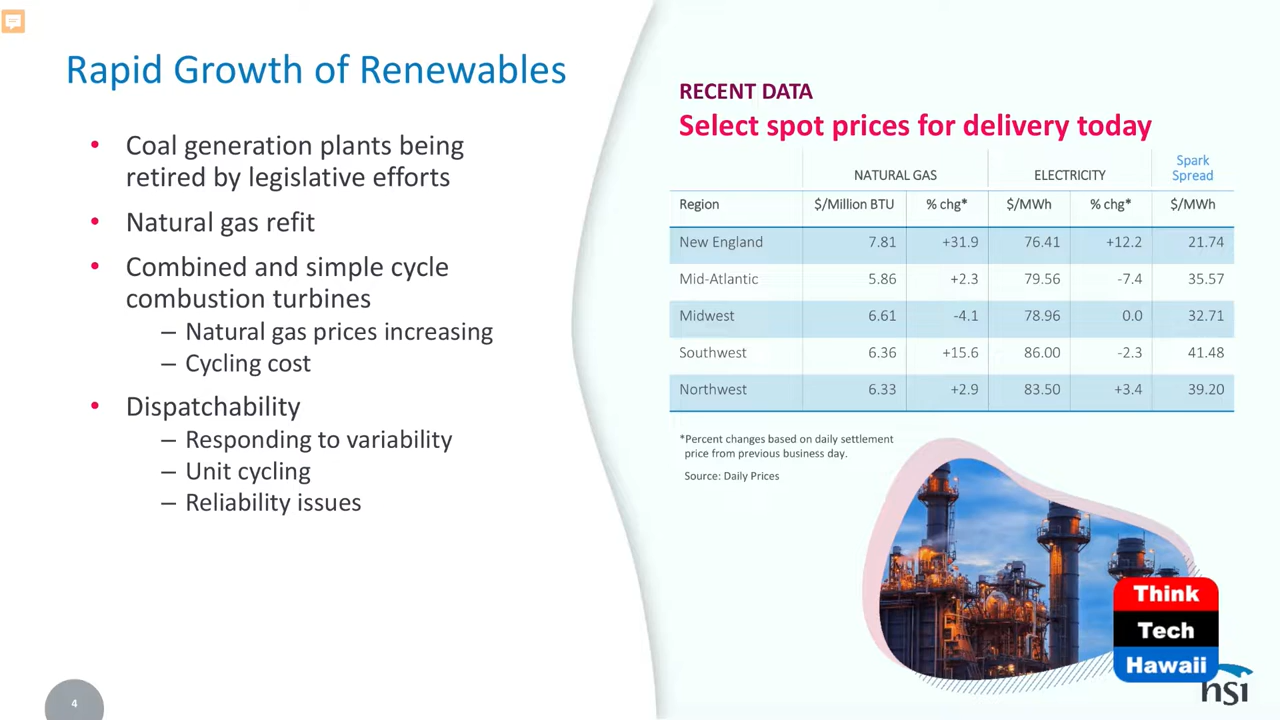 Rapid Growth of Renewables
• Coal generation plants being
retired by legislative efforts
• Natural gas refit
• Combined and simple cycle
combustion turbines
– Natural gas prices increasing
– Cycling cost
• Dispatchability
– Responding to variability
– Unit cycling
– Reliability issues
4
RECENT DATA
Select spot prices for delivery today
NATURAL GAS ELECTRICITY Spark
Spread
Region $/Million BTU % chg* $/MWh % chg* $/MWh
New England 7.81 +31.9 76.41 +12.2 21.74
Mid-Atlantic 5.86 +2.3 79.56 -7.4 35.57
Midwest 6.61 -4.1 78.96 0.0 32.71
Southwest 6.36 +15.6 86.00 -2.3 41.48
Northwest 6.33 +2.9 83.50 +3.4 39.20
*Percent changes based on daily settlement
price from previous business day.
Source: Daily Prices
Think
Tech
Hawaii
hsi